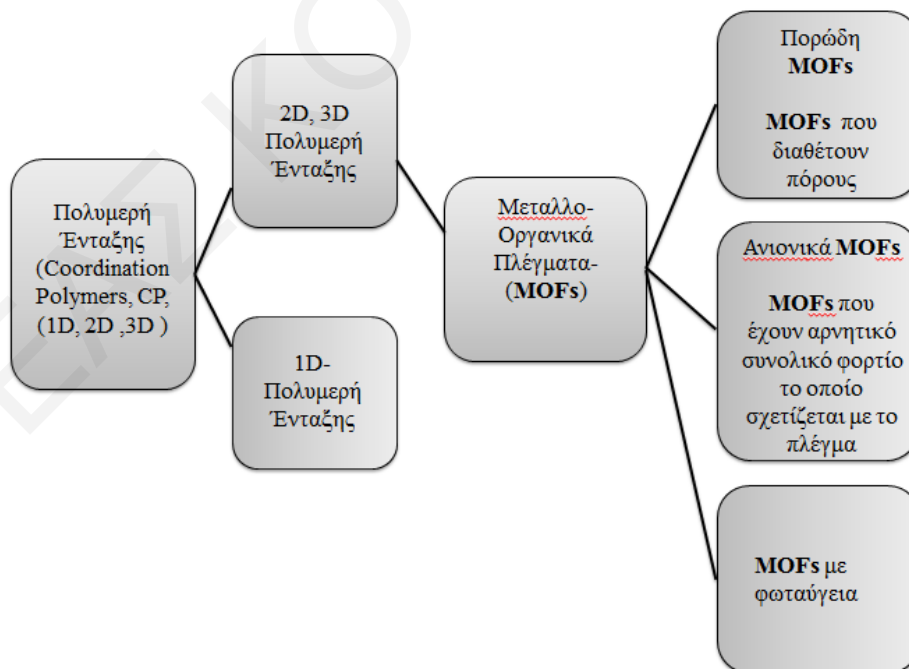 Πολυμερή
Ένταξης
(Coordination
Polymers, CP,
(1D, 2D ,3D )
2D, 3D
Πολυμερή
Ένταξης
1D-
Πολυμερή
Ένταξης
Μεταλλο-
Οργανικά
Πλέγματα-
(MOFs)
Πορώδη
MOFs
MOFs που
διαθέτουν
πόρους
Ανιονικά MOFs
MOFs που
έχουν αρνητικό
συνολικό φορτίο
το οποίο
σχετίζεται με το
πλέγμα
MOFs με
φωταύγεια